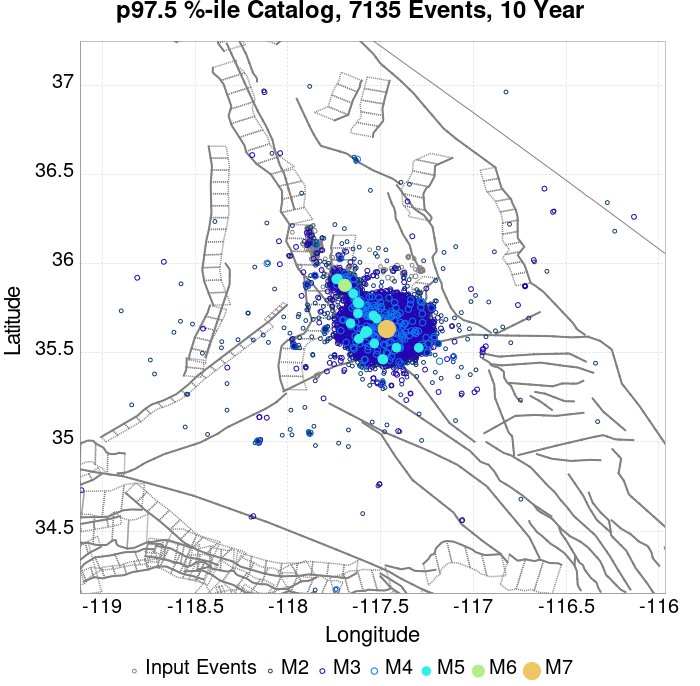 p97.5 %-ile Catalog, 7135 Events, 10 Year
37
36.5
36
35.5
35
34.5
Latitude
-119 -118.5 -118 -117.5 -117 -116.5 -116
Longitude
Input Events M2 M3 M4 M5 M6 M7